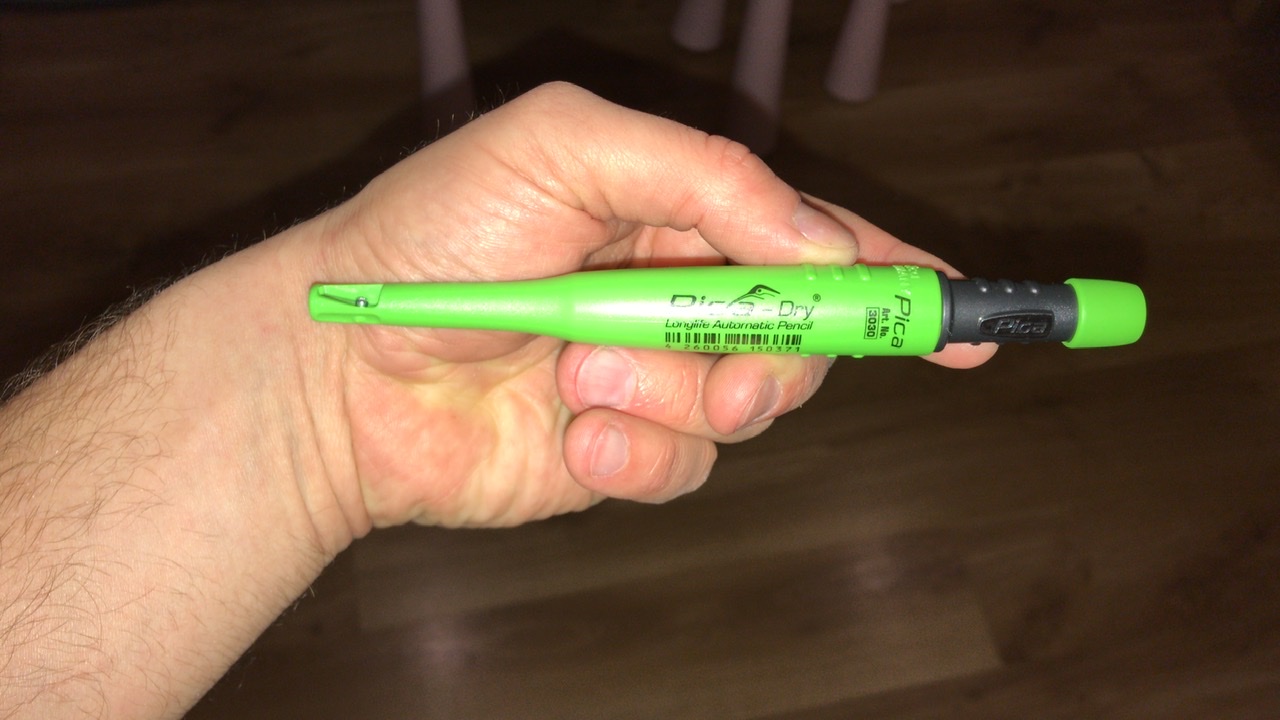 Pica-Dry®
Longlife Automatic Pencil
4 260056 150371
Pica
Art. No.
3030
Pica